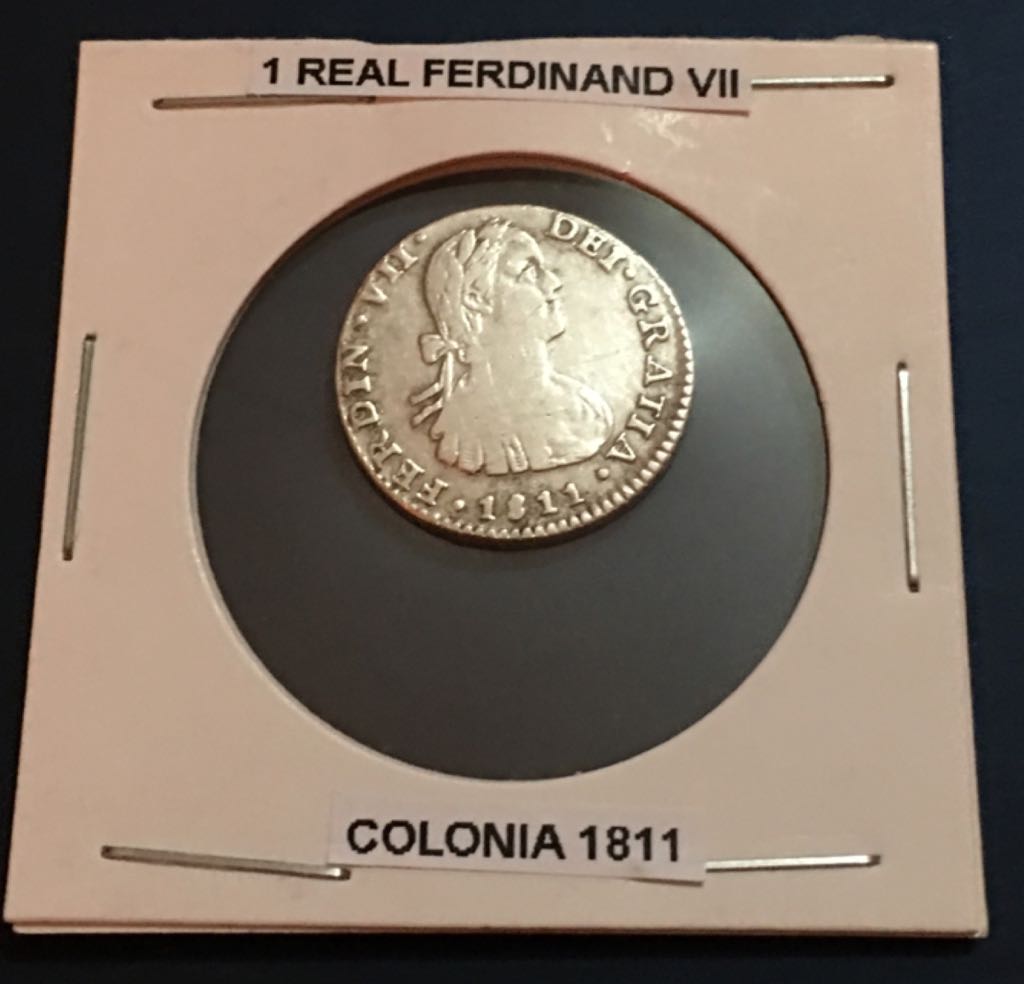 1 REAL FERDINAND VII
FERDIN·VII· DEI·GRATIA·
·1811·
COLONIA 1811